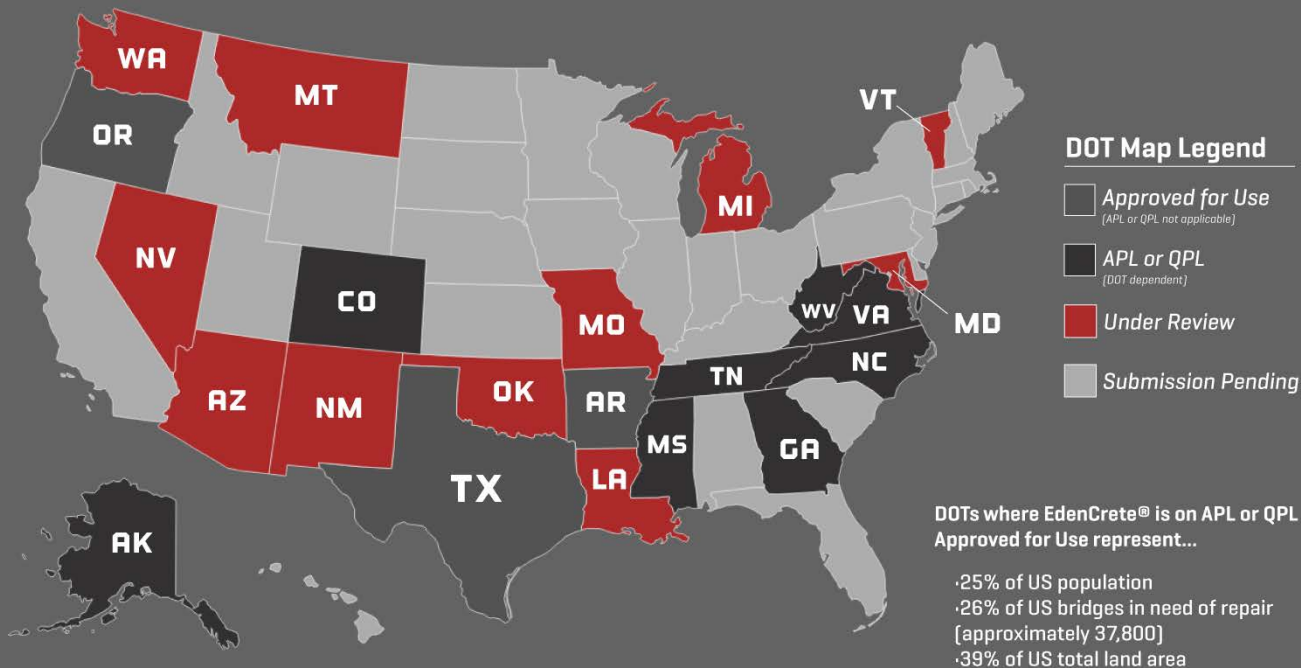 WA
MT
VT
OR
DOT Map Legend
Approved for Use
(APL or QPL not applicable)
MI
NV
APL or QPL
(DOT dependent)
CO
WV
VA
MO
MD
Under Review
NC
TN
Submission Pending
AZ
NM
OK
AR
MS
GA
TX
LA
AK
DOTs where EdenCrete® is on APL or QPL
Approved for Use represent...
·25% of US population
·26% of US bridges in need of repair
(approximately 37,800)
·39% of US total land area